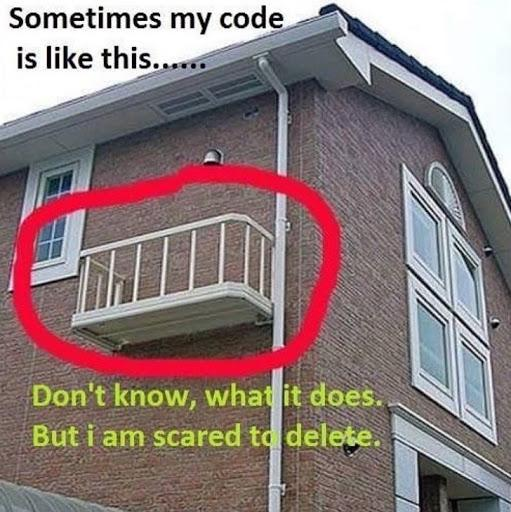 Sometimes my code
is like this......
Don't know, what it does.
But i am scared to delete.